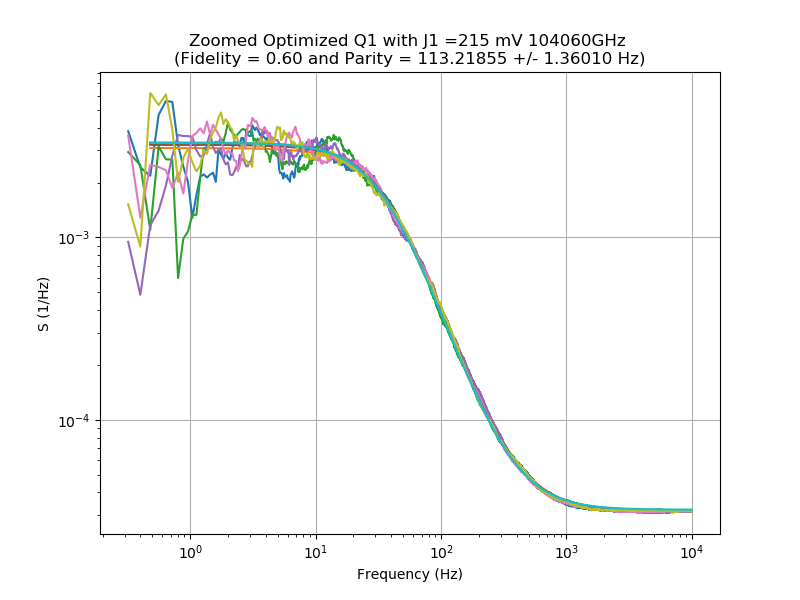 Zoomed Optimized Q1 with J1 =215 mV 104060GHz
(Fidelity = 0.60 and Parity = 113.21855 +/- 1.36010 Hz)
S (1/Hz)
10⁻³
10⁻⁴
10⁰ 10¹ 10² 10³ 10⁴
Frequency (Hz)